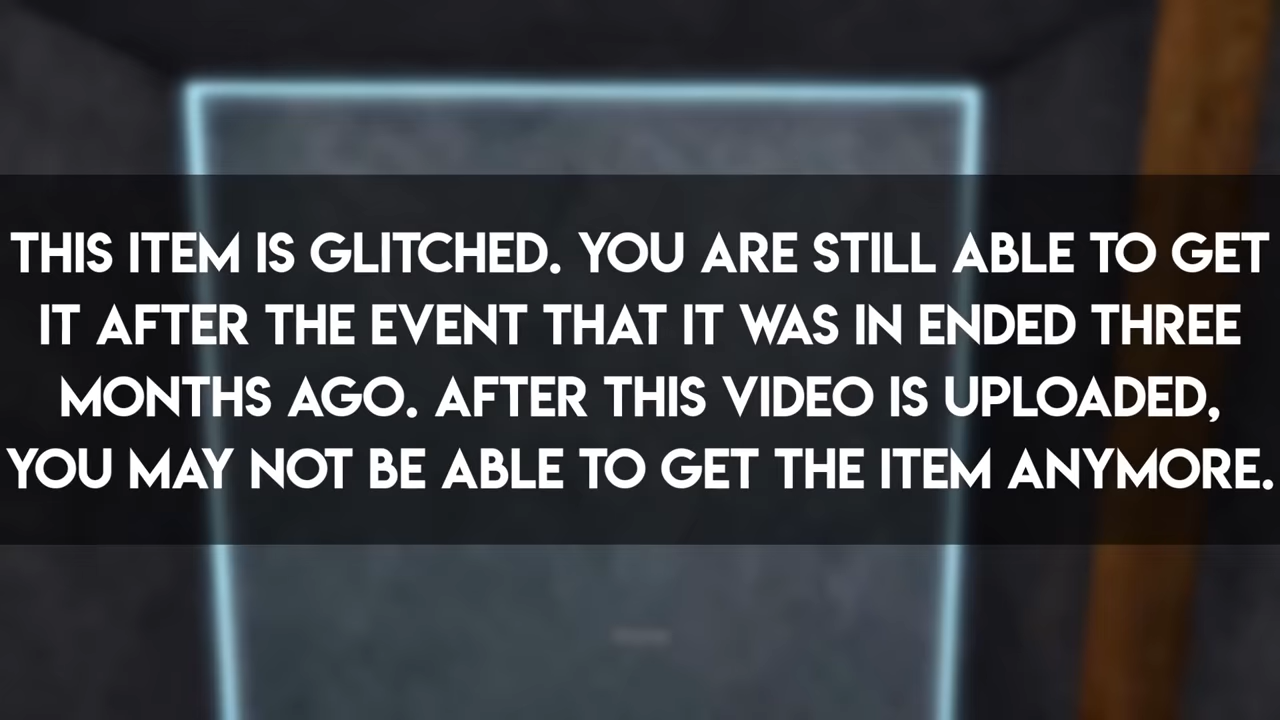 THIS ITEM IS GLITCHED. YOU ARE STILL ABLE TO GET
IT AFTER THE EVENT THAT IT WAS IN ENDED THREE
MONTHS AGO. AFTER THIS VIDEO IS UPLOADED,
YOU MAY NOT BE ABLE TO GET THE ITEM ANYMORE.